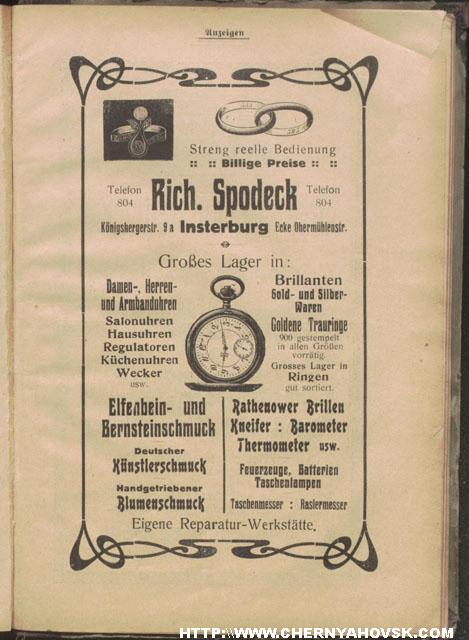 Anzeigen
Streng reelle Bedienung
:: :: Billige Preise :: ::
Telefon 804
Rich. Spodeck
Telefon 804
Königsbergerstr. 9a Insterburg Ecke Obermühlenstr.
Großes Lager in:
Damen-, Herren-
und Armbanduhren
Salonuhren
Hausuhren
Regulatoren
Küchenuhren
Wecker
usw.
Brillanten
Gold- und Silber-
Waren
Goldene Trauringe
900 gestempelt
in allen Größen
vorrätig.
Grosses Lager in
Ringen
gut sortiert.
Elfenbein- und
Bernsteinschmuck
Deutscher
Künstlerschmuck
Handgetriebener
Blumenschmuck
Rathenower Brillen
Kneifer : Barometer
Thermometer usw.
Feuerzeuge, Batterien
Taschenlampen
Taschenmesser : Rasiermesser
Eigene Reparatur-Werkstätte.
HTTP://WWW.CHERNYAHOVSK.COM